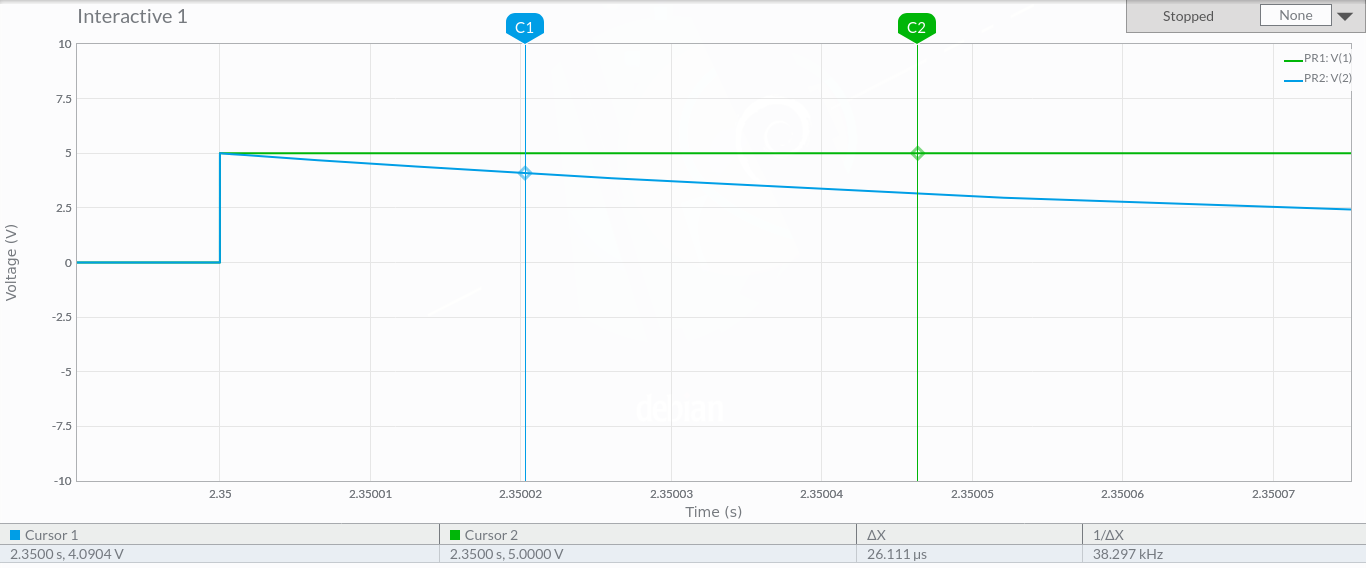 Interactive 1
Stopped
None
C1
C2
PR1: V(1)
PR2: V(2)
10
7.5
5
2.5
0
-2.5
-5
-7.5
-10
Voltage (V)
debian
2.35 2.35001 2.35002 2.35003 2.35004 2.35005 2.35006 2.35007
Time (s)
Cursor 1 Cursor 2 ΔX 1/ΔX
2.3500 s, 4.0904 V 2.3500 s, 5.0000 V 26.111 µs 38.297 kHz